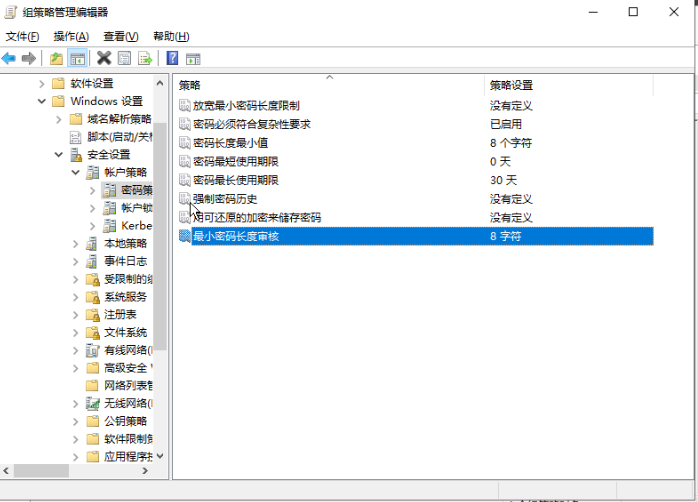 组策略管理编辑器
文件(F) 操作(A) 查看(V) 帮助(H)
软件设置
Windows 设置
域名解析策略
脚本(启动/关机
安全设置
帐户策略
密码策
帐户锁
Kerbe
本地策略
事件日志
受限制的组
系统服务
注册表
文件系统
有线网络(I
高级安全
网络列表管
无线网络(I
公钥策略
软件限制策
应用程序控
策略 策略设置
放宽最小密码长度限制 没有定义
密码必须符合复杂性要求 已启用
密码长度最小值 8 个字符
密码最短使用期限 0 天
密码最长使用期限 30 天
强制密码历史 没有定义
用可还原的加密来储存密码 没有定义
最小密码长度审核 8 字符